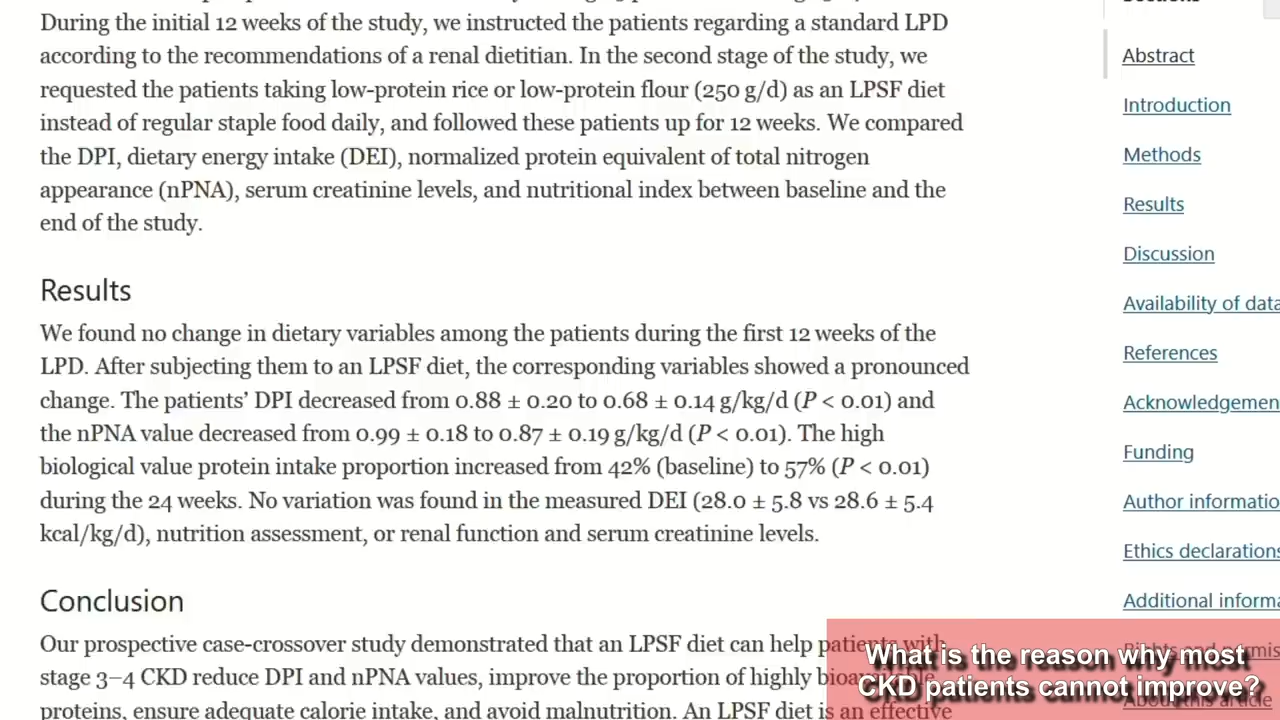 During the initial 12 weeks of the study, we instructed the patients regarding a standard LPD
according to the recommendations of a renal dietitian. In the second stage of the study, we
requested the patients taking low-protein rice or low-protein flour (250 g/d) as an LPSF diet
instead of regular staple food daily, and followed these patients up for 12 weeks. We compared
the DPI, dietary energy intake (DEI), normalized protein equivalent of total nitrogen
appearance (nPNA), serum creatinine levels, and nutritional index between baseline and the
end of the study.
Results
We found no change in dietary variables among the patients during the first 12 weeks of the
LPD. After subjecting them to an LPSF diet, the corresponding variables showed a pronounced
change. The patients’ DPI decreased from 0.88 ± 0.20 to 0.68 ± 0.14 g/kg/d (P < 0.01) and
the nPNA value decreased from 0.99 ± 0.18 to 0.87 ± 0.19 g/kg/d (P < 0.01). The high
biological value protein intake proportion increased from 42% (baseline) to 57% (P < 0.01)
during the 24 weeks. No variation was found in the measured DEI (28.0 ± 5.8 vs 28.6 ± 5.4
kcal/kg/d), nutrition assessment, or renal function and serum creatinine levels.
Conclusion
Our prospective case-crossover study demonstrated that an LPSF diet can help patients with
stage 3–4 CKD reduce DPI and nPNA values, improve the proportion of highly
proteins, ensure adequate calorie intake, and avoid malnutrition. An LPSF diet is an effective
Abstract
Introduction
Methods
Results
Discussion
Availability of data
References
Acknowledgemen
Funding
Author informatio
Ethics declarations
Additional informa
About this article
What is the reason why most
CKD patients cannot improve?